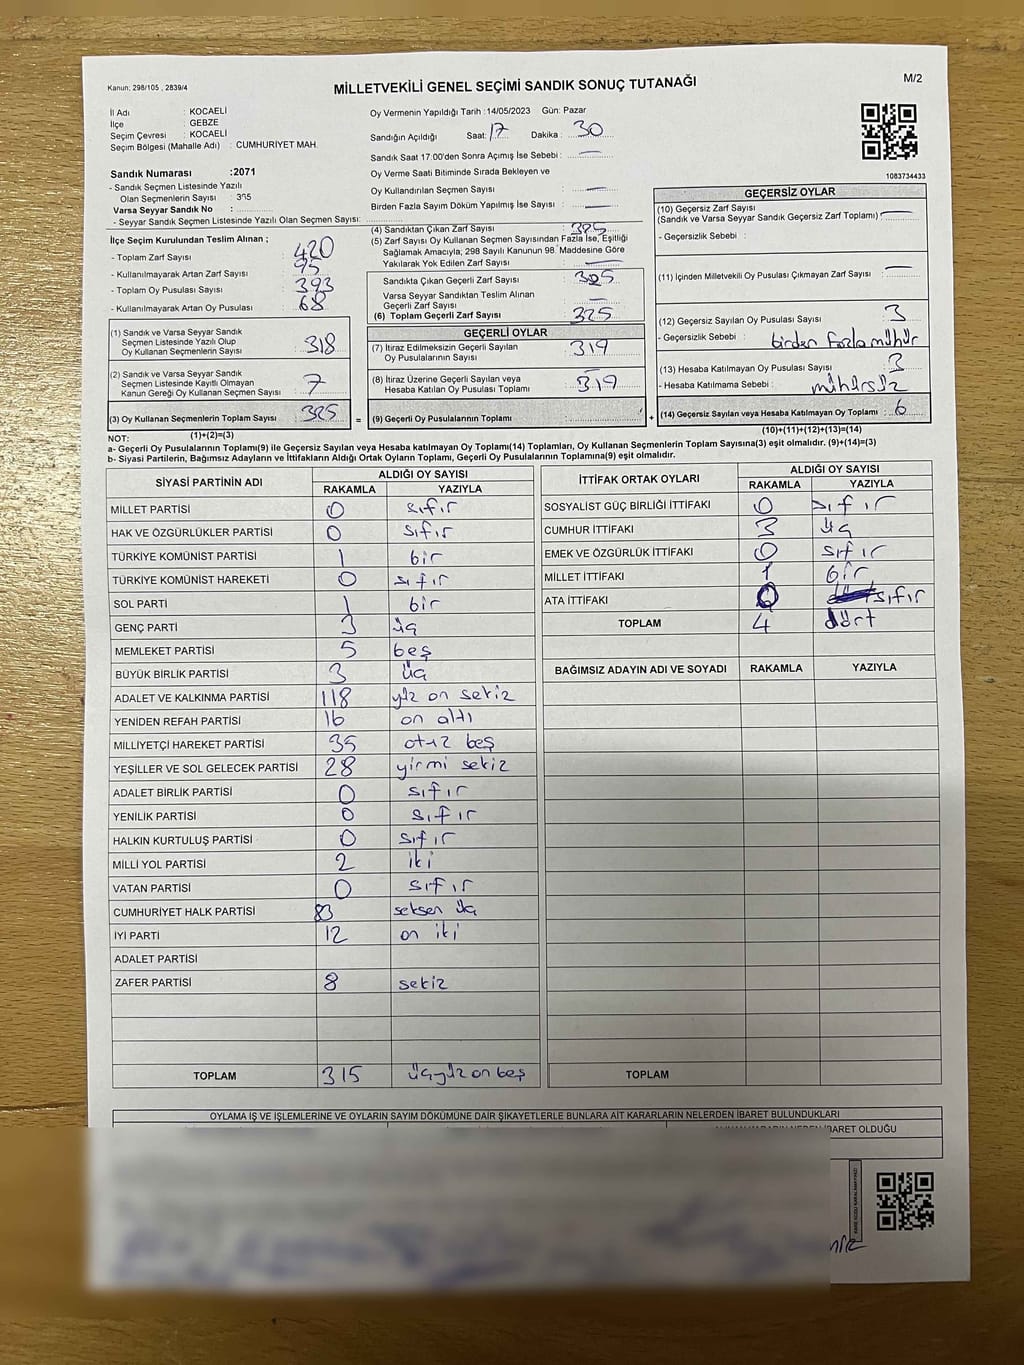 Kanun: 298/105 , 2839/4
MİLLETVEKİLİ GENEL SEÇİMİ SANDIK SONUÇ TUTANAĞI
M/2
İl Adı : KOCAELİ
İlçe : GEBZE
Seçim Çevresi : KOCAELİ
Seçim Bölgesi (Mahalle Adı) : CUMHURİYET MAH.
Oy Vermenin Yapıldığı Tarih :14/05/2023 Gün: Pazar
Sandığın Açıldığı Saat: 17 Dakika: 30
Sandık Saat 17:00'den Sonra Açımış İse Sebebi : —
Oy Verme Saati Bitiminde Sırada Bekleyen ve
Oy Kullandırılan Seçmen Sayısı : —
Birden Fazla Sayım Döküm Yapılmış İse Sayısı : —
1083734433
Sandık Numarası :2071
- Sandık Seçmen Listesinde Yazılı
Olan Seçmenlerin Sayısı :
Varsa Seyyar Sandık No :
- Seyyar Sandık Seçmen Listesinde Yazılı Olan Seçmen Sayısı:
İlçe Seçim Kurulundan Teslim Alınan ;
- Toplam Zarf Sayısı : 420
- Kullanılmayarak Artan Zarf Sayısı : 95
- Toplam Oy Pusulası Sayısı : 393
- Kullanılmayarak Artan Oy Pusulası : 68
(4) Sandıktan Çıkan Zarf Sayısı : 325
(5) Zarf Sayısı Oy Kullanan Seçmen Sayısından Fazla İse, Eşitliği
Sağlamak Amacıyla; 298 Sayılı Kanunun 98. Maddesine Göre
Yakılarak Yok Edilen Zarf Sayısı : —
Sandıkta Çıkan Geçerli Zarf Sayısı : 325
Varsa Seyyar Sandıktan Teslim Alınan
Geçerli Zarf Sayısı : —
(6) Toplam Geçerli Zarf Sayısı : 325
GEÇERSİZ OYLAR
(10) Geçersiz Zarf Sayısı
(Sandık ve Varsa Seyyar Sandık Geçersiz Zarf Toplamı) : —
- Geçersizlik Sebebi :
(11) İçinden Milletvekili Oy Pusulası Çıkmayan Zarf Sayısı : —
(12) Geçersiz Sayılan Oy Pusulası Sayısı : 3
- Geçersizlik Sebebi : birden fazla mühür
(13) Hesaba Katılmayan Oy Pusulası Sayısı : 3
- Hesaba Katılmama Sebebi : mühürsüz
(14) Geçersiz Sayılan veya Hesaba Katılmayan Oy Toplamı : 6
(10)+(11)+(12)+(13)=(14)
(1) Sandık ve Varsa Seyyar Sandık
Seçmen Listesinde Yazılı Olup
Oy Kullanan Seçmenlerin Sayısı : 318
(2) Sandık ve Varsa Seyyar Sandık
Seçmen Listesinde Kayıtlı Olmayan
Kanun Gereği Oy Kullanan Seçmen Sayısı : 7
(3) Oy Kullanan Seçmenlerin Toplam Sayısı : 325 =
(1)+(2)=(3)
GEÇERLİ OYLAR
(7) İtiraz Edilmeksizin Geçerli Sayılan
Oy Pusulalarının Sayısı : 319
(8) İtiraz Üzerine Geçerli Sayılan veya
Hesaba Katılan Oy Pusulası Toplamı : 319
(9) Geçerli Oy Pusulalarının Toplamı : +
NOT:
a- Geçerli Oy Pusulalarının Toplamı(9) ile Geçersiz Sayılan veya Hesaba katılmayan Oy Toplamı(14) Toplamları, Oy Kullanan Seçmenlerin Toplam Sayısına(3) eşit olmalıdır. (9)+(14)=(3)
b- Siyasi Partilerin, Bağımsız Adayların ve İttifakların Aldığı Ortak Oyların Toplamı, Geçerli Oy Pusulalarının Toplamına(9) eşit olmalıdır.
SİYASİ PARTİNİN ADI ALDIĞI OY SAYISI
RAKAMLA YAZIYLA
MİLLET PARTİSİ 0 sıfır
HAK VE ÖZGÜRLÜKLER PARTİSİ 0 sıfır
TÜRKİYE KOMÜNİST PARTİSİ 1 bir
TÜRKİYE KOMÜNİST HAREKETİ 0 sıfır
SOL PARTİ 1 bir
GENÇ PARTİ 3 üç
MEMLEKET PARTİSİ 5 beş
BÜYÜK BİRLİK PARTİSİ 3 üç
ADALET VE KALKINMA PARTİSİ 118 yüz on sekiz
YENİDEN REFAH PARTİSİ 16 on altı
MİLLİYETÇİ HAREKET PARTİSİ 35 otuz beş
YEŞİLLER VE SOL GELECEK PARTİSİ 28 yirmi sekiz
ADALET BİRLİK PARTİSİ 0 sıfır
YENİLİK PARTİSİ 0 sıfır
HALKIN KURTULUŞ PARTİSİ 0 sıfır
MİLLİ YOL PARTİSİ 2 iki
VATAN PARTİSİ 0 sıfır
CUMHURİYET HALK PARTİSİ 83 seksen üç
İYİ PARTİ 12 on iki
ADALET PARTİSİ
ZAFER PARTİSİ 8 sekiz
TOPLAM 315 üçyüz on beş
İTTİFAK ORTAK OYLARI ALDIĞI OY SAYISI
RAKAMLA YAZIYLA
SOSYALİST GÜÇ BİRLİĞİ İTTİFAKI 0 sıfır
CUMHUR İTTİFAKI 3 üç
EMEK VE ÖZGÜRLÜK İTTİFAKI 0 sıfır
MİLLET İTTİFAKI 1 bir
ATA İTTİFAKI 0 sıfır
TOPLAM 4 dört
BAĞIMSIZ ADAYIN ADI VE SOYADI RAKAMLA YAZIYLA
TOPLAM
OYLAMA İŞ VE İŞLEMLERİNE VE OYLARIN SAYIM DÖKÜMÜNE DAİR ŞİKAYETLERLE BUNLARA AİT KARARLARIN NELERDEN İBARET BULUNDUKLARI
İBARET OLDUĞU